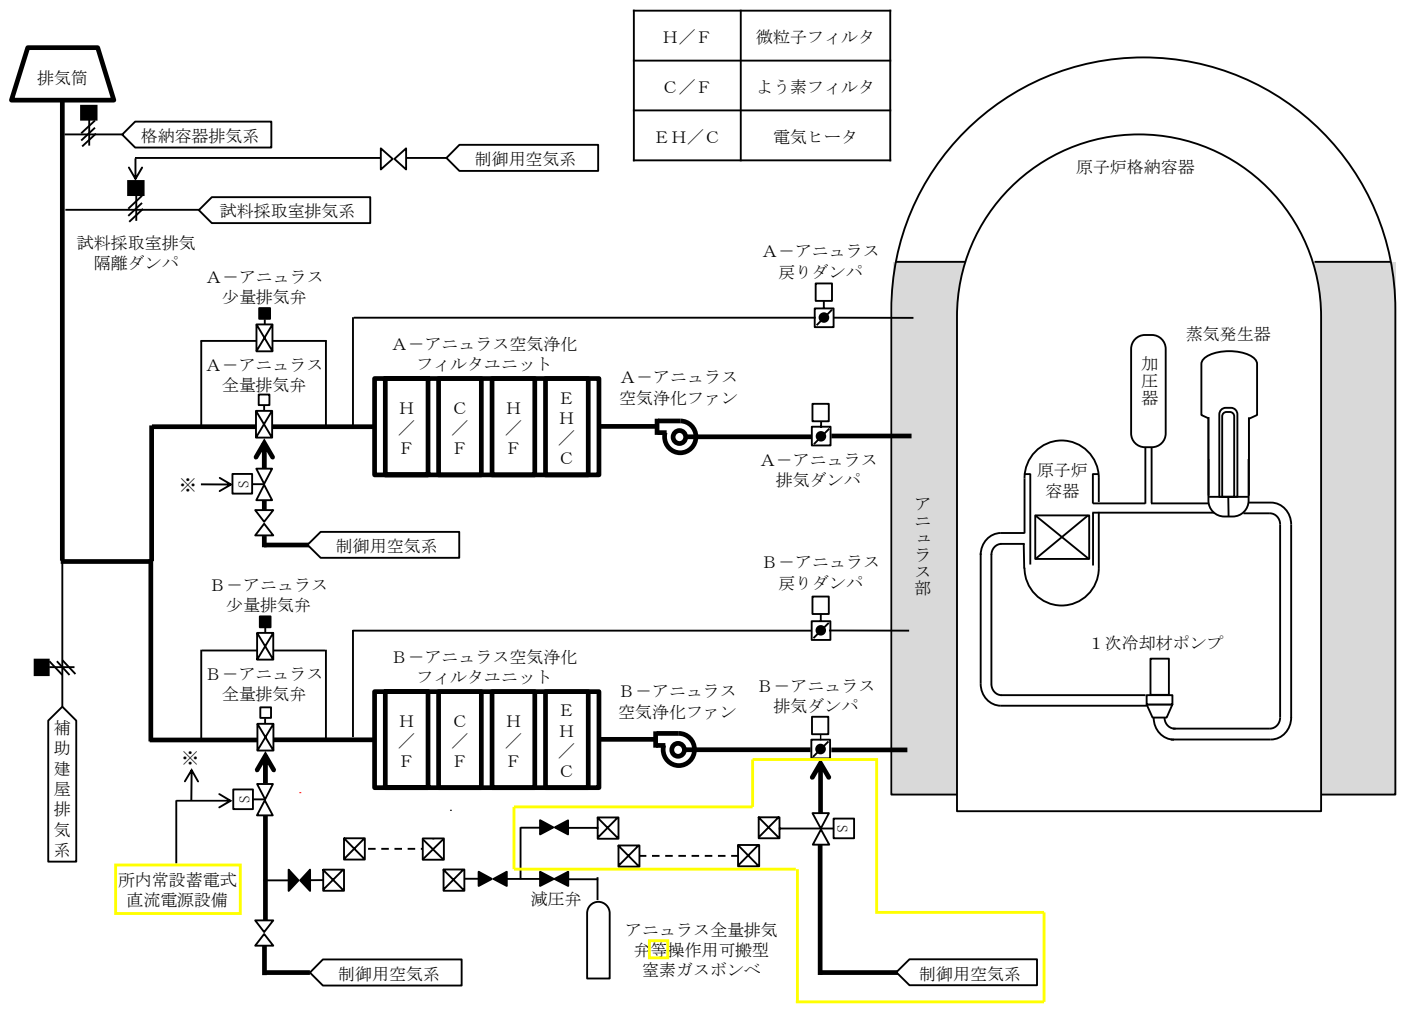 Ｈ／Ｆ 微粒子フィルタ
Ｃ／Ｆ よう素フィルタ
ＥＨ／Ｃ 電気ヒータ
排気筒
格納容器排気系
制御用空気系
試料採取室排気系
試料採取室排気
隔離ダンパ
原子炉格納容器
Ａ－アニュラス
少量排気弁
Ａ－アニュラス
全量排気弁
Ａ－アニュラス空気浄化
フィルタユニット
Ｈ／Ｆ
Ｃ／Ｆ
Ｈ／Ｆ
ＥＨ／Ｃ
Ａ－アニュラス
空気浄化ファン
Ａ－アニュラス
戻りダンパ
Ａ－アニュラス
排気ダンパ
※
S
制御用空気系
アニュラス部
蒸気発生器
加圧器
原子炉
容器
１次冷却材ポンプ
Ｂ－アニュラス
少量排気弁
Ｂ－アニュラス
全量排気弁
Ｂ－アニュラス空気浄化
フィルタユニット
Ｈ／Ｆ
Ｃ／Ｆ
Ｈ／Ｆ
ＥＨ／Ｃ
Ｂ－アニュラス
空気浄化ファン
Ｂ－アニュラス
戻りダンパ
Ｂ－アニュラス
排気ダンパ
補助建屋排気系
※
S
S
所内常設蓄電式
直流電源設備
減圧弁
アニュラス全量排気
弁等操作用可搬型
窒素ガスボンベ
制御用空気系
制御用空気系